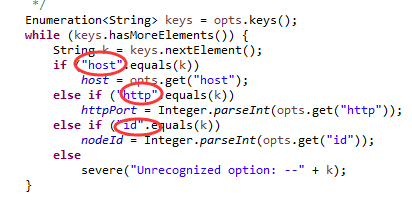 */
Enumeration<String> keys = opts.keys();
while (keys.hasMoreElements()) {
String k = keys.nextElement();
if ("host".equals(k))
host = opts.get("host");
else if ("http".equals(k))
httpPort = Integer.parseInt(opts.get("http"));
else if ("id".equals(k))
nodeId = Integer.parseInt(opts.get("id"));
else
severe("Unrecognized option: --" + k);
}